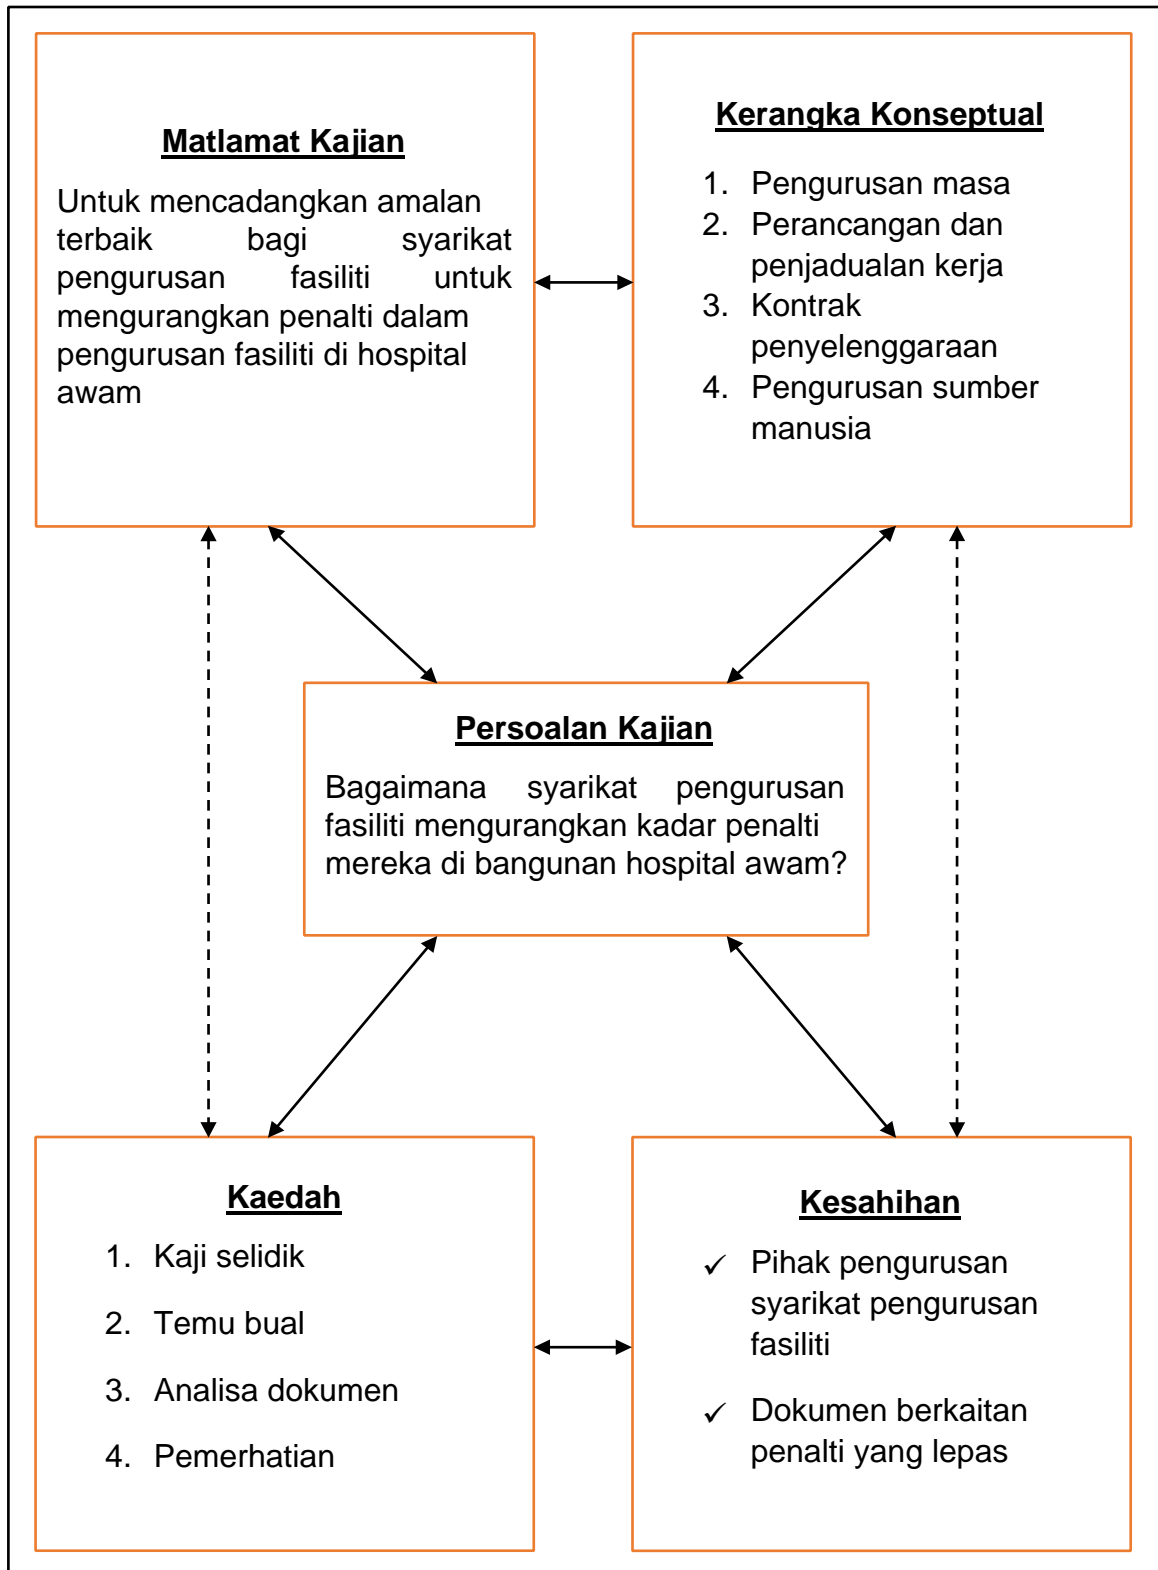 Matlamat Kajian
Untuk mencadangkan amalan
terbaik bagi syarikat
pengurusan fasiliti untuk
mengurangkan penalti dalam
pengurusan fasiliti di hospital
awam
Kerangka Konseptual
1. Pengurusan masa
2. Perancangan dan
penjadualan kerja
3. Kontrak
penyelenggaraan
4. Pengurusan sumber
manusia
Persoalan Kajian
Bagaimana syarikat pengurusan
fasiliti mengurangkan kadar penalti
mereka di bangunan hospital awam?
Kaedah
1. Kaji selidik
2. Temu bual
3. Analisa dokumen
4. Pemerhatian
Kesahihan
✓ Pihak pengurusan
syarikat pengurusan
fasiliti
✓ Dokumen berkaitan
penalti yang lepas